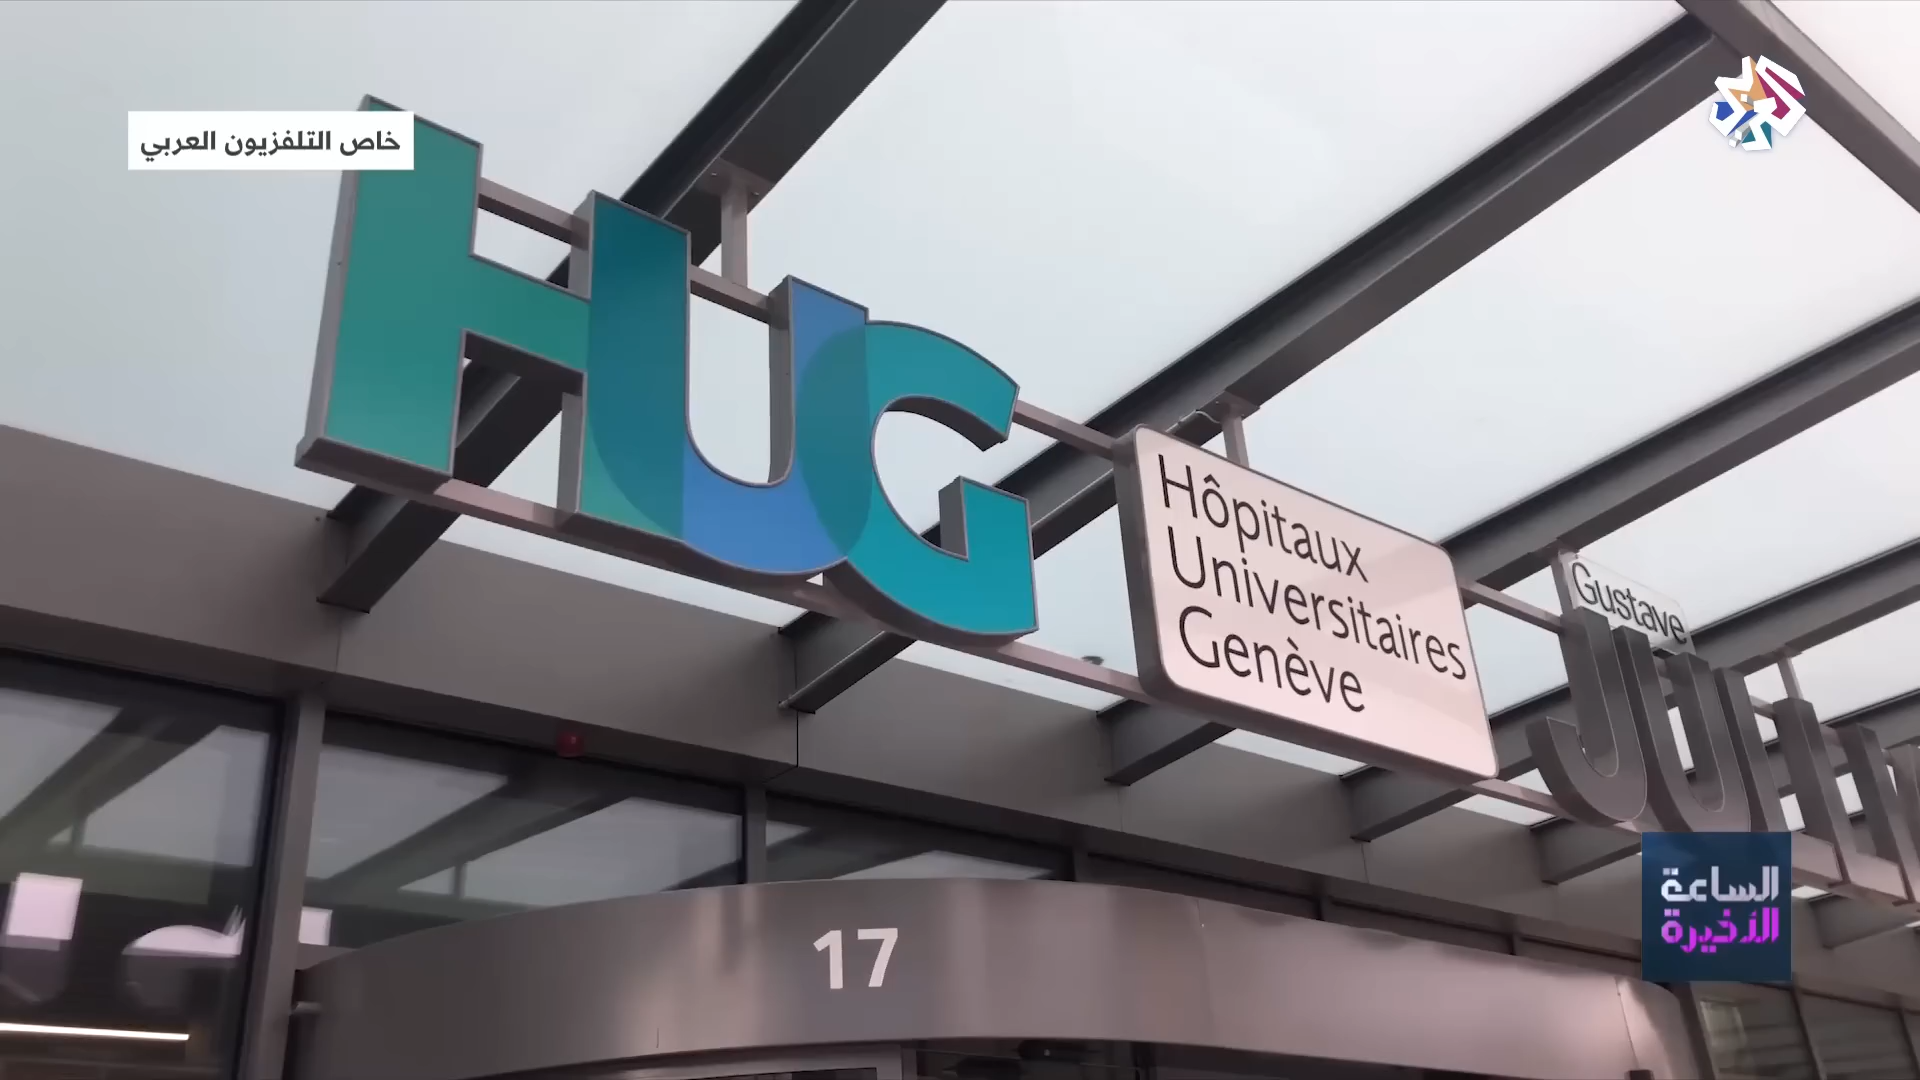 خاص التلفزيون العربي
HUG
Hôpitaux
Universitaires
Genève
Gustave
17
الساعة
الأخيرة